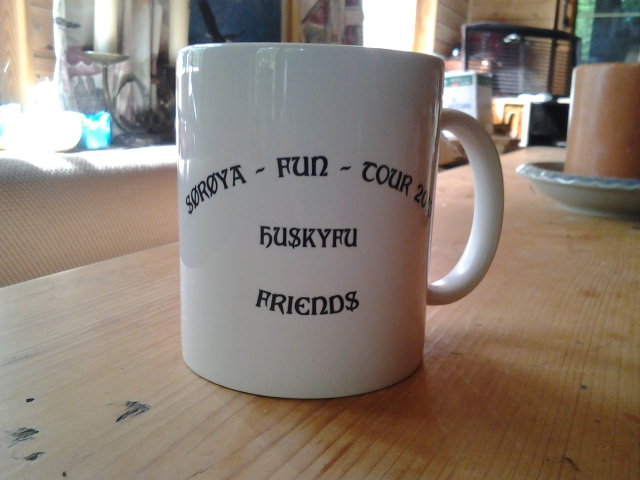 SØRØYA - FUN - TOUR
HUSKYFU
FRIENDS